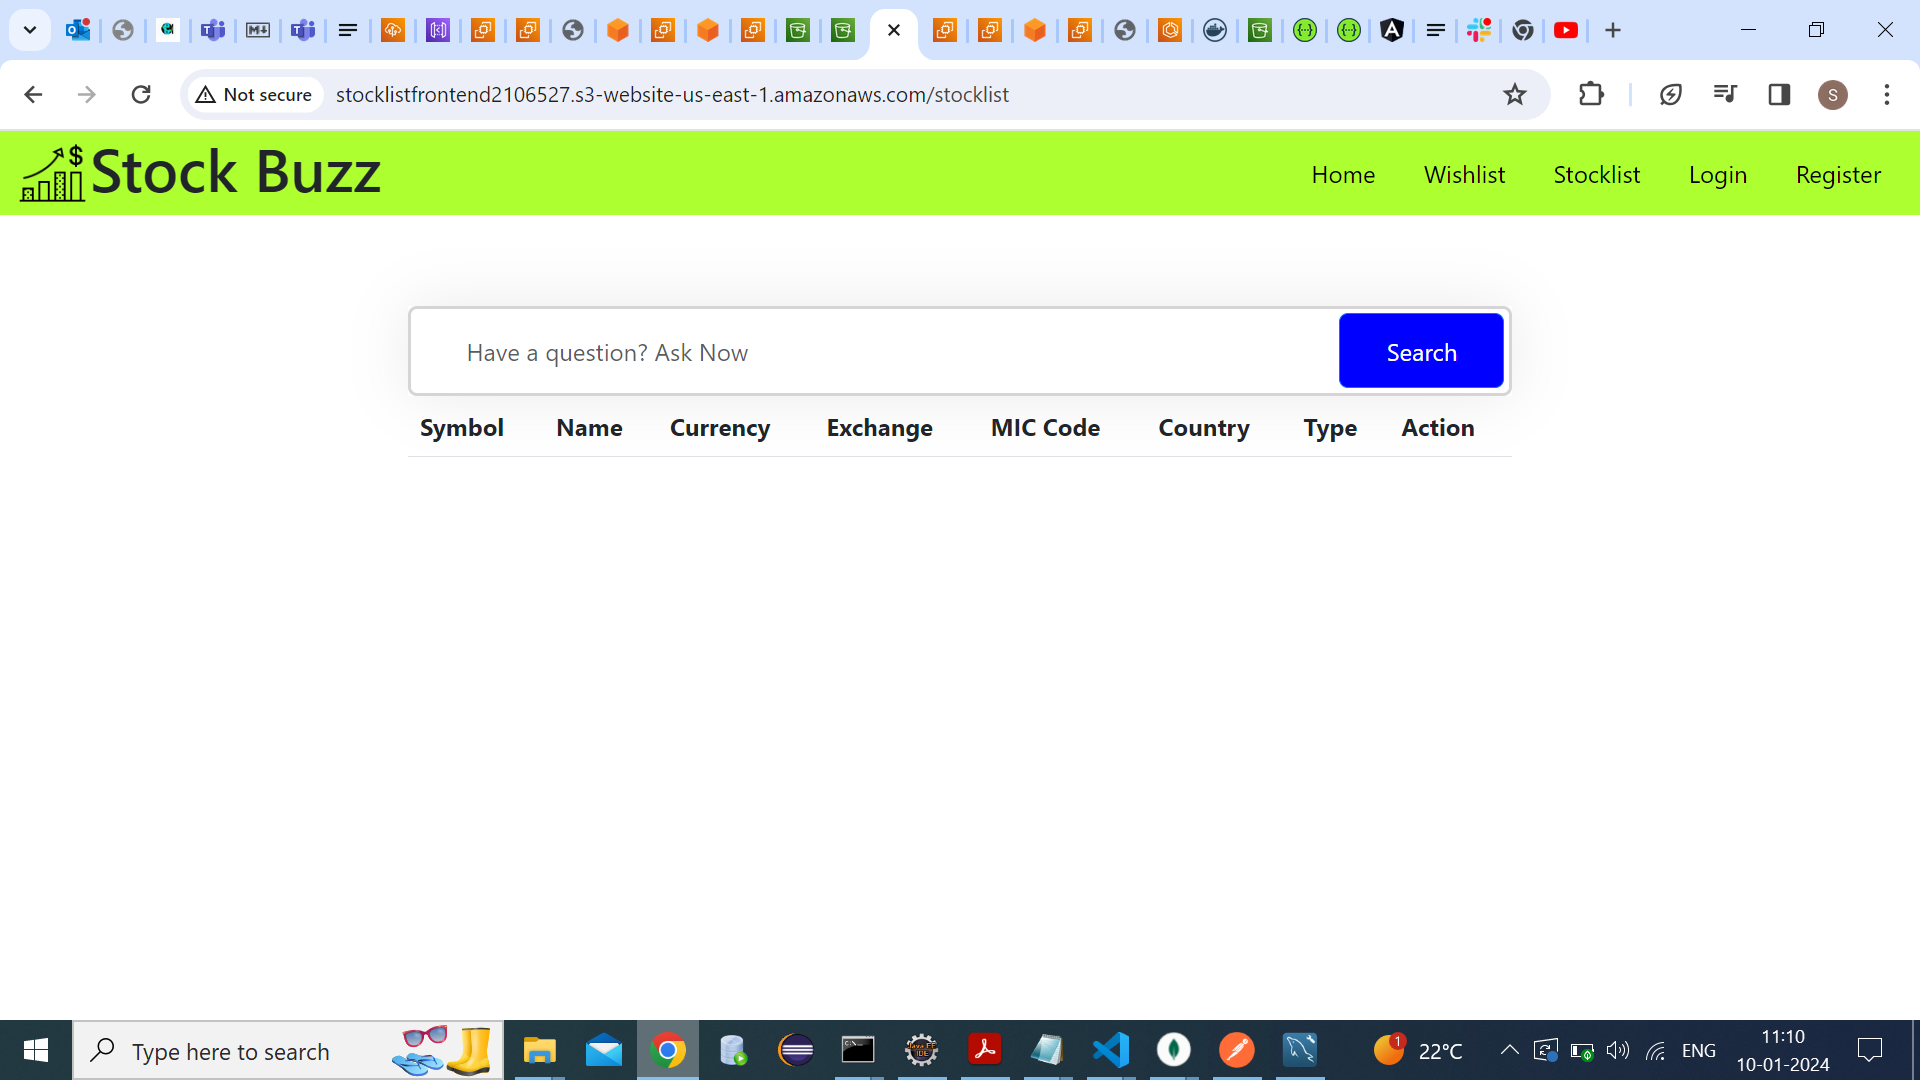 Not secure
stocklistfrontend2106527.s3-website-us-east-1.amazonaws.com/stocklist
S
Stock Buzz
Home Wishlist Stocklist Login Register
Have a question? Ask Now
Search
Symbol Name Currency Exchange MIC Code Country Type Action
Type here to search
1
22°C
ENG
11:10
10-01-2024